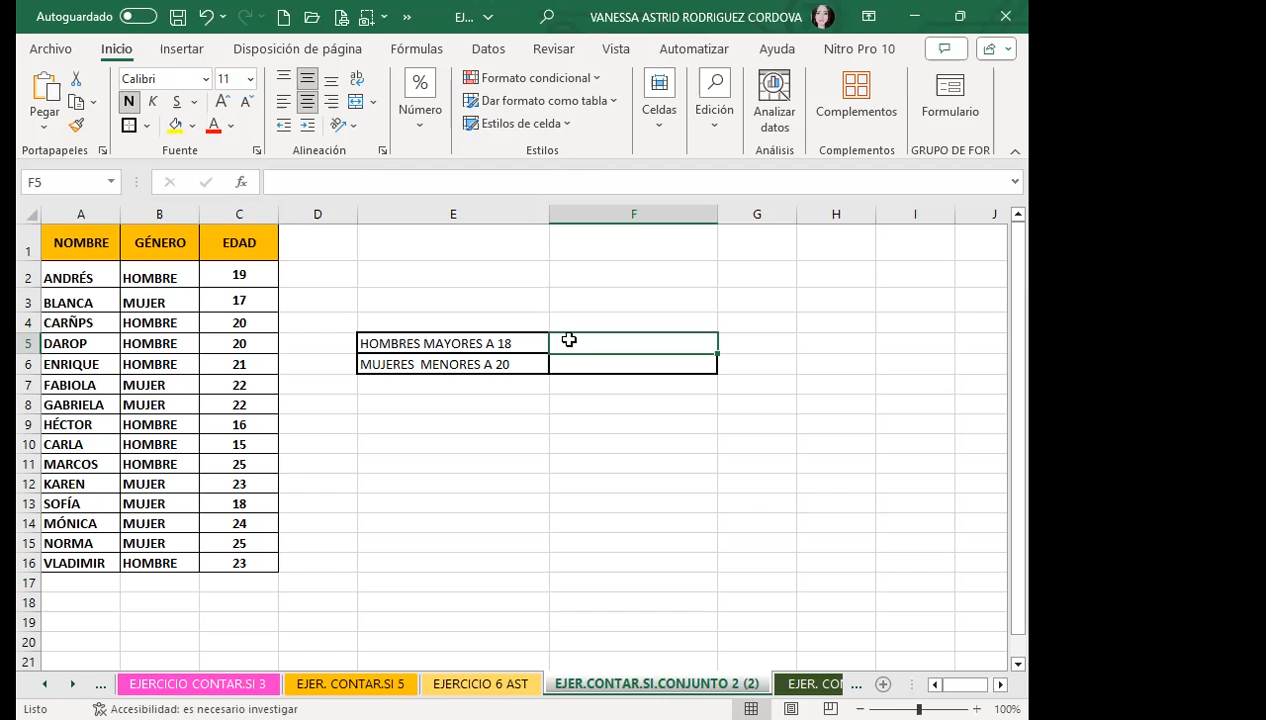 Autoguardado EJ... VANESSA ASTRID RODRIGUEZ CORDOVA
Archivo Inicio Insertar Disposición de página Fórmulas Datos Revisar Vista Automatizar Ayuda Nitro Pro 10
Pegar
Portapapeles
Calibri 11
N K S
Fuente
Alineación
%
Número
Formato condicional
Dar formato como tabla
Estilos de celda
Estilos
Celdas
Edición
Analizar datos
Análisis
Complementos
Complementos
Formulario
GRUPO DE FOR
F5 fx
A B C D E F G H I J
1 NOMBRE GÉNERO EDAD
2 ANDRÉS HOMBRE 19
3 BLANCA MUJER 17
4 CARÑPS HOMBRE 20
5 DAROP HOMBRE 20 HOMBRES MAYORES A 18
6 ENRIQUE HOMBRE 21 MUJERES MENORES A 20
7 FABIOLA MUJER 22
8 GABRIELA MUJER 22
9 HÉCTOR HOMBRE 16
10 CARLA HOMBRE 15
11 MARCOS HOMBRE 25
12 KAREN MUJER 23
13 SOFÍA MUJER 18
14 MÓNICA MUJER 24
15 NORMA MUJER 25
16 VLADIMIR HOMBRE 23
17
18
19
20
21
... EJERCICIO CONTAR.SI 3 EJER. CONTAR.SI 5 EJERCICIO 6 AST EJER.CONTAR.SI.CONJUNTO 2 (2) EJER. CON ...
Listo Accesibilidad: es necesario investigar 100%